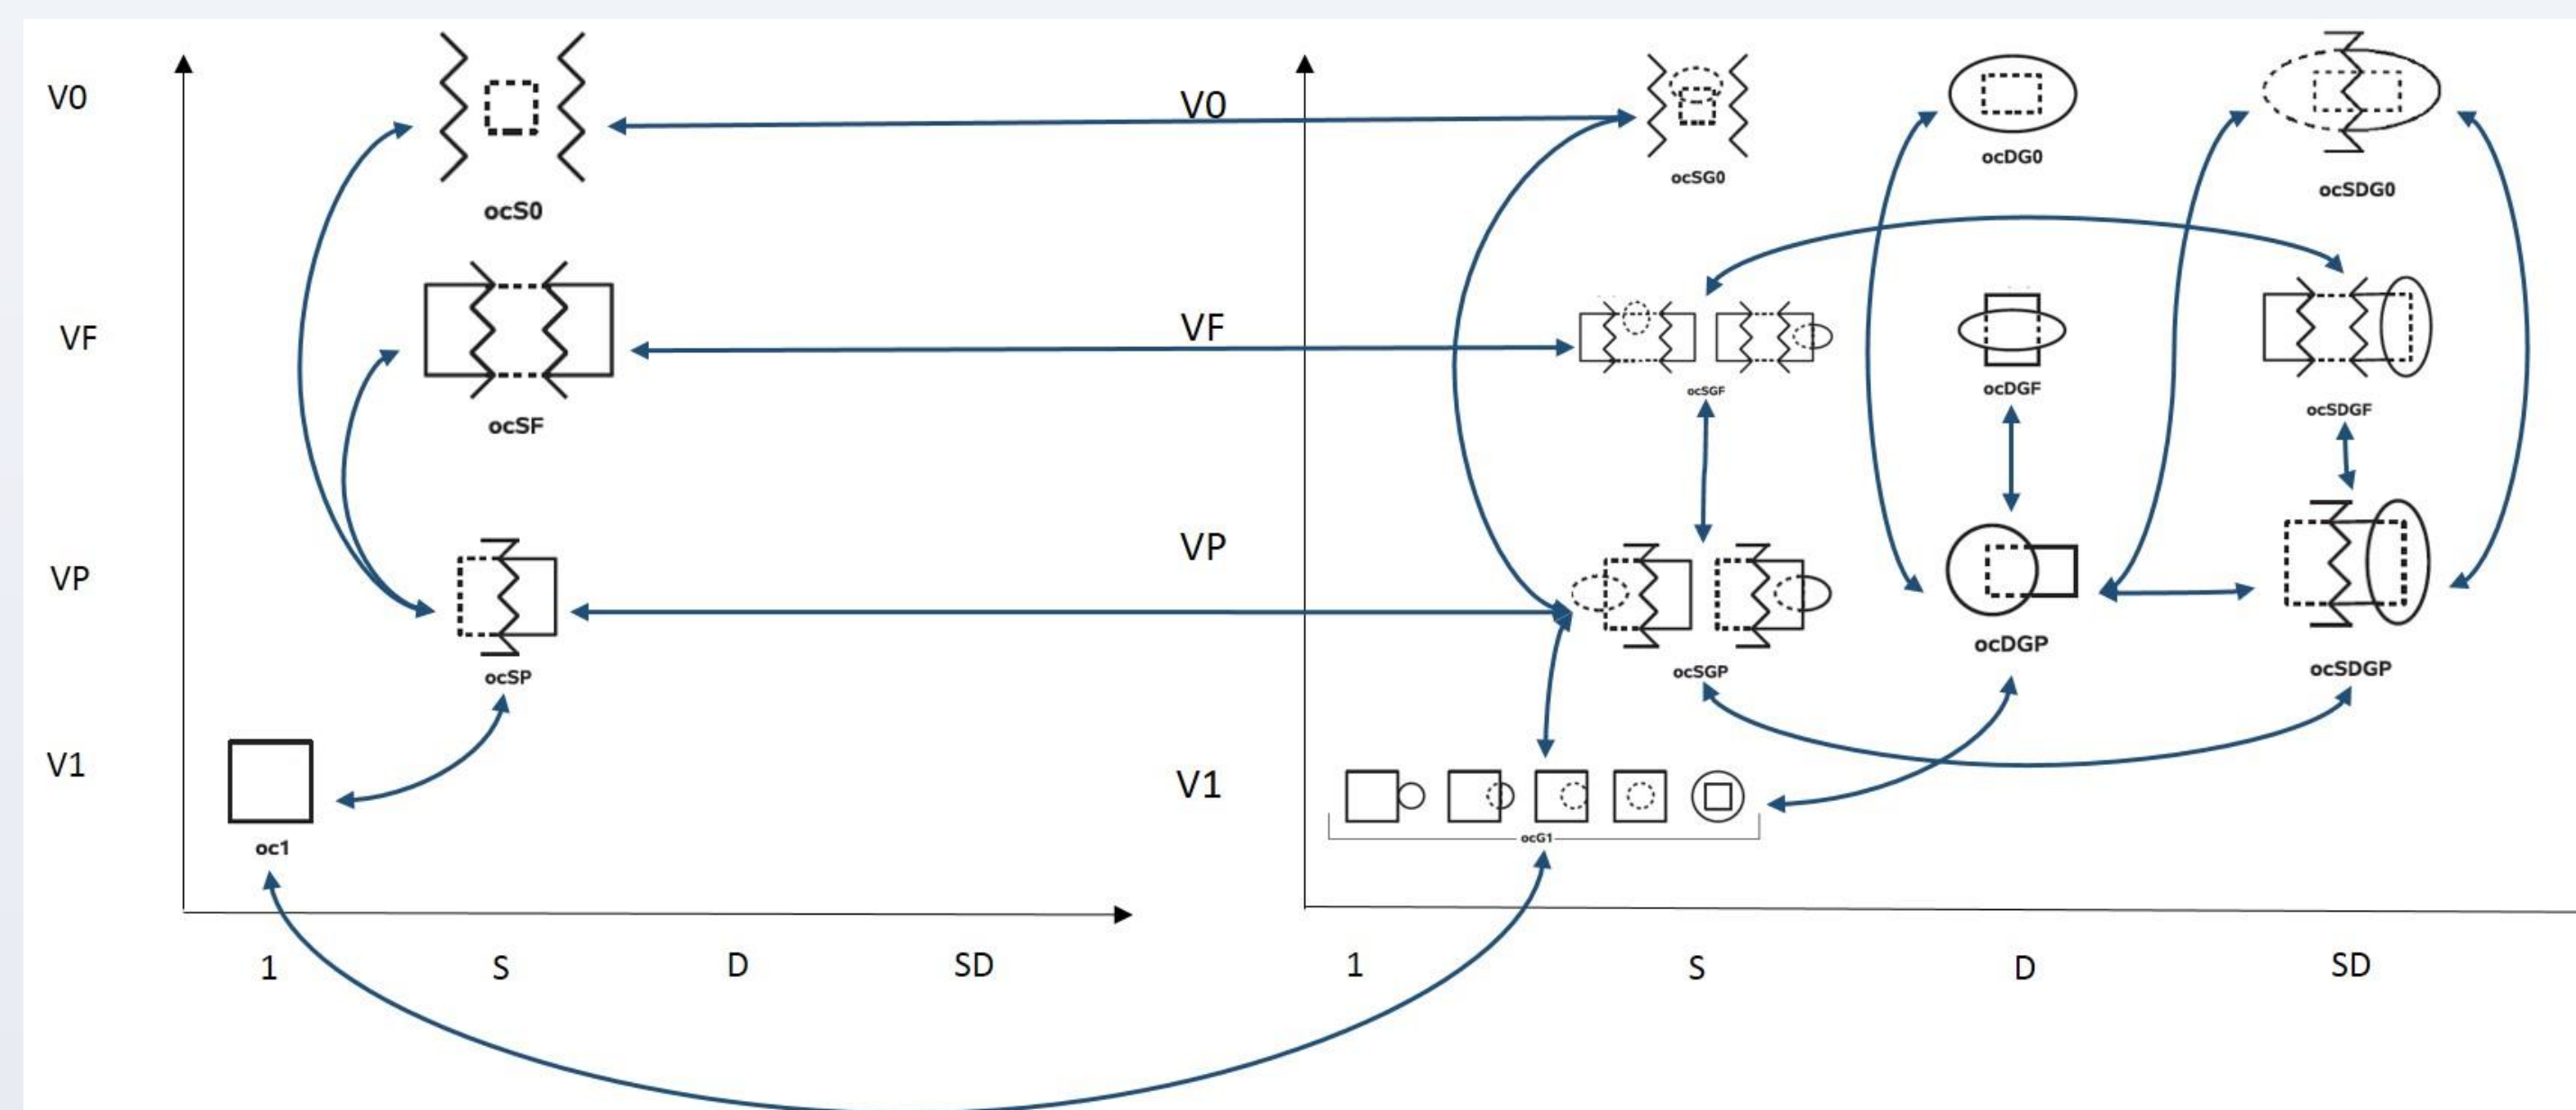 V0
ocS0
VF
ocSF
VP
ocSP
V1
oc1
1 S D SD
V0
ocSG0
ocDG0
ocSDG0
VF
ocSGF
ocDGF
ocSDGF
VP
ocSGP
ocDGP
ocSDGP
V1
ocG1
1 S D SD